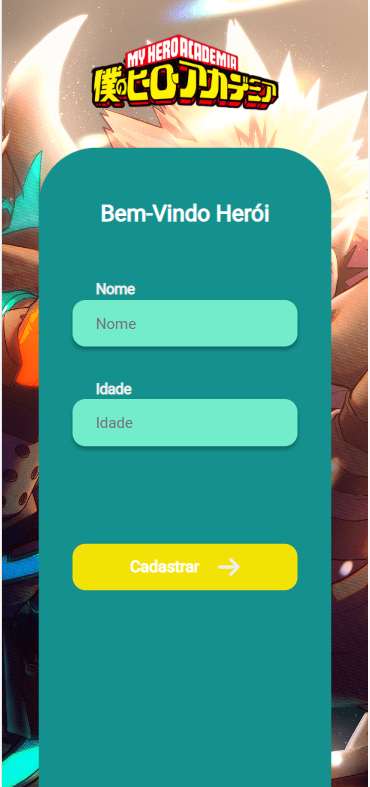 MY HERO ACADEMIA
僕のヒーローアカデミア
Bem-Vindo Herói
Nome
Nome
Idade
Idade
Cadastrar